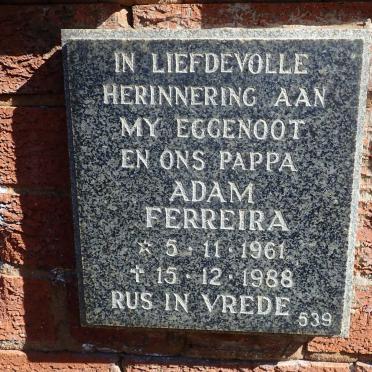 IN LIEFDEVOLLE
HERINNERING AAN
MY EGGENOOT
EN ONS PAPPA
ADAM
FERREIRA
☆ 5·11·1961
✝ 15·12·1988
RUS IN VREDE
539